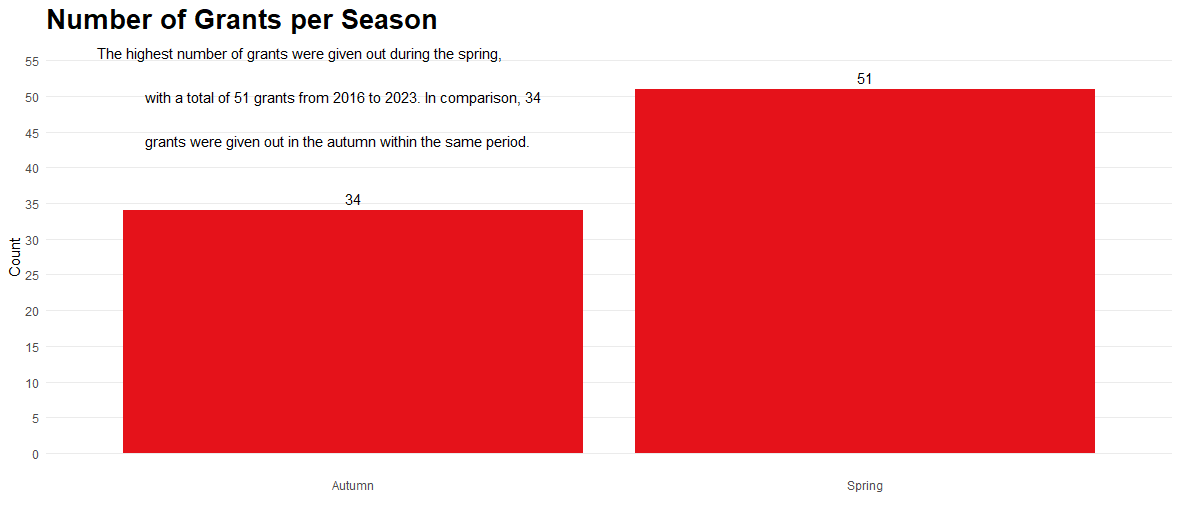 Number of Grants per Season
The highest number of grants were given out during the spring,
with a total of 51 grants from 2016 to 2023. In comparison, 34
grants were given out in the autumn within the same period.
55
50
45
40
35
30
25
20
15
10
5
0
Count
34
51
Autumn
Spring